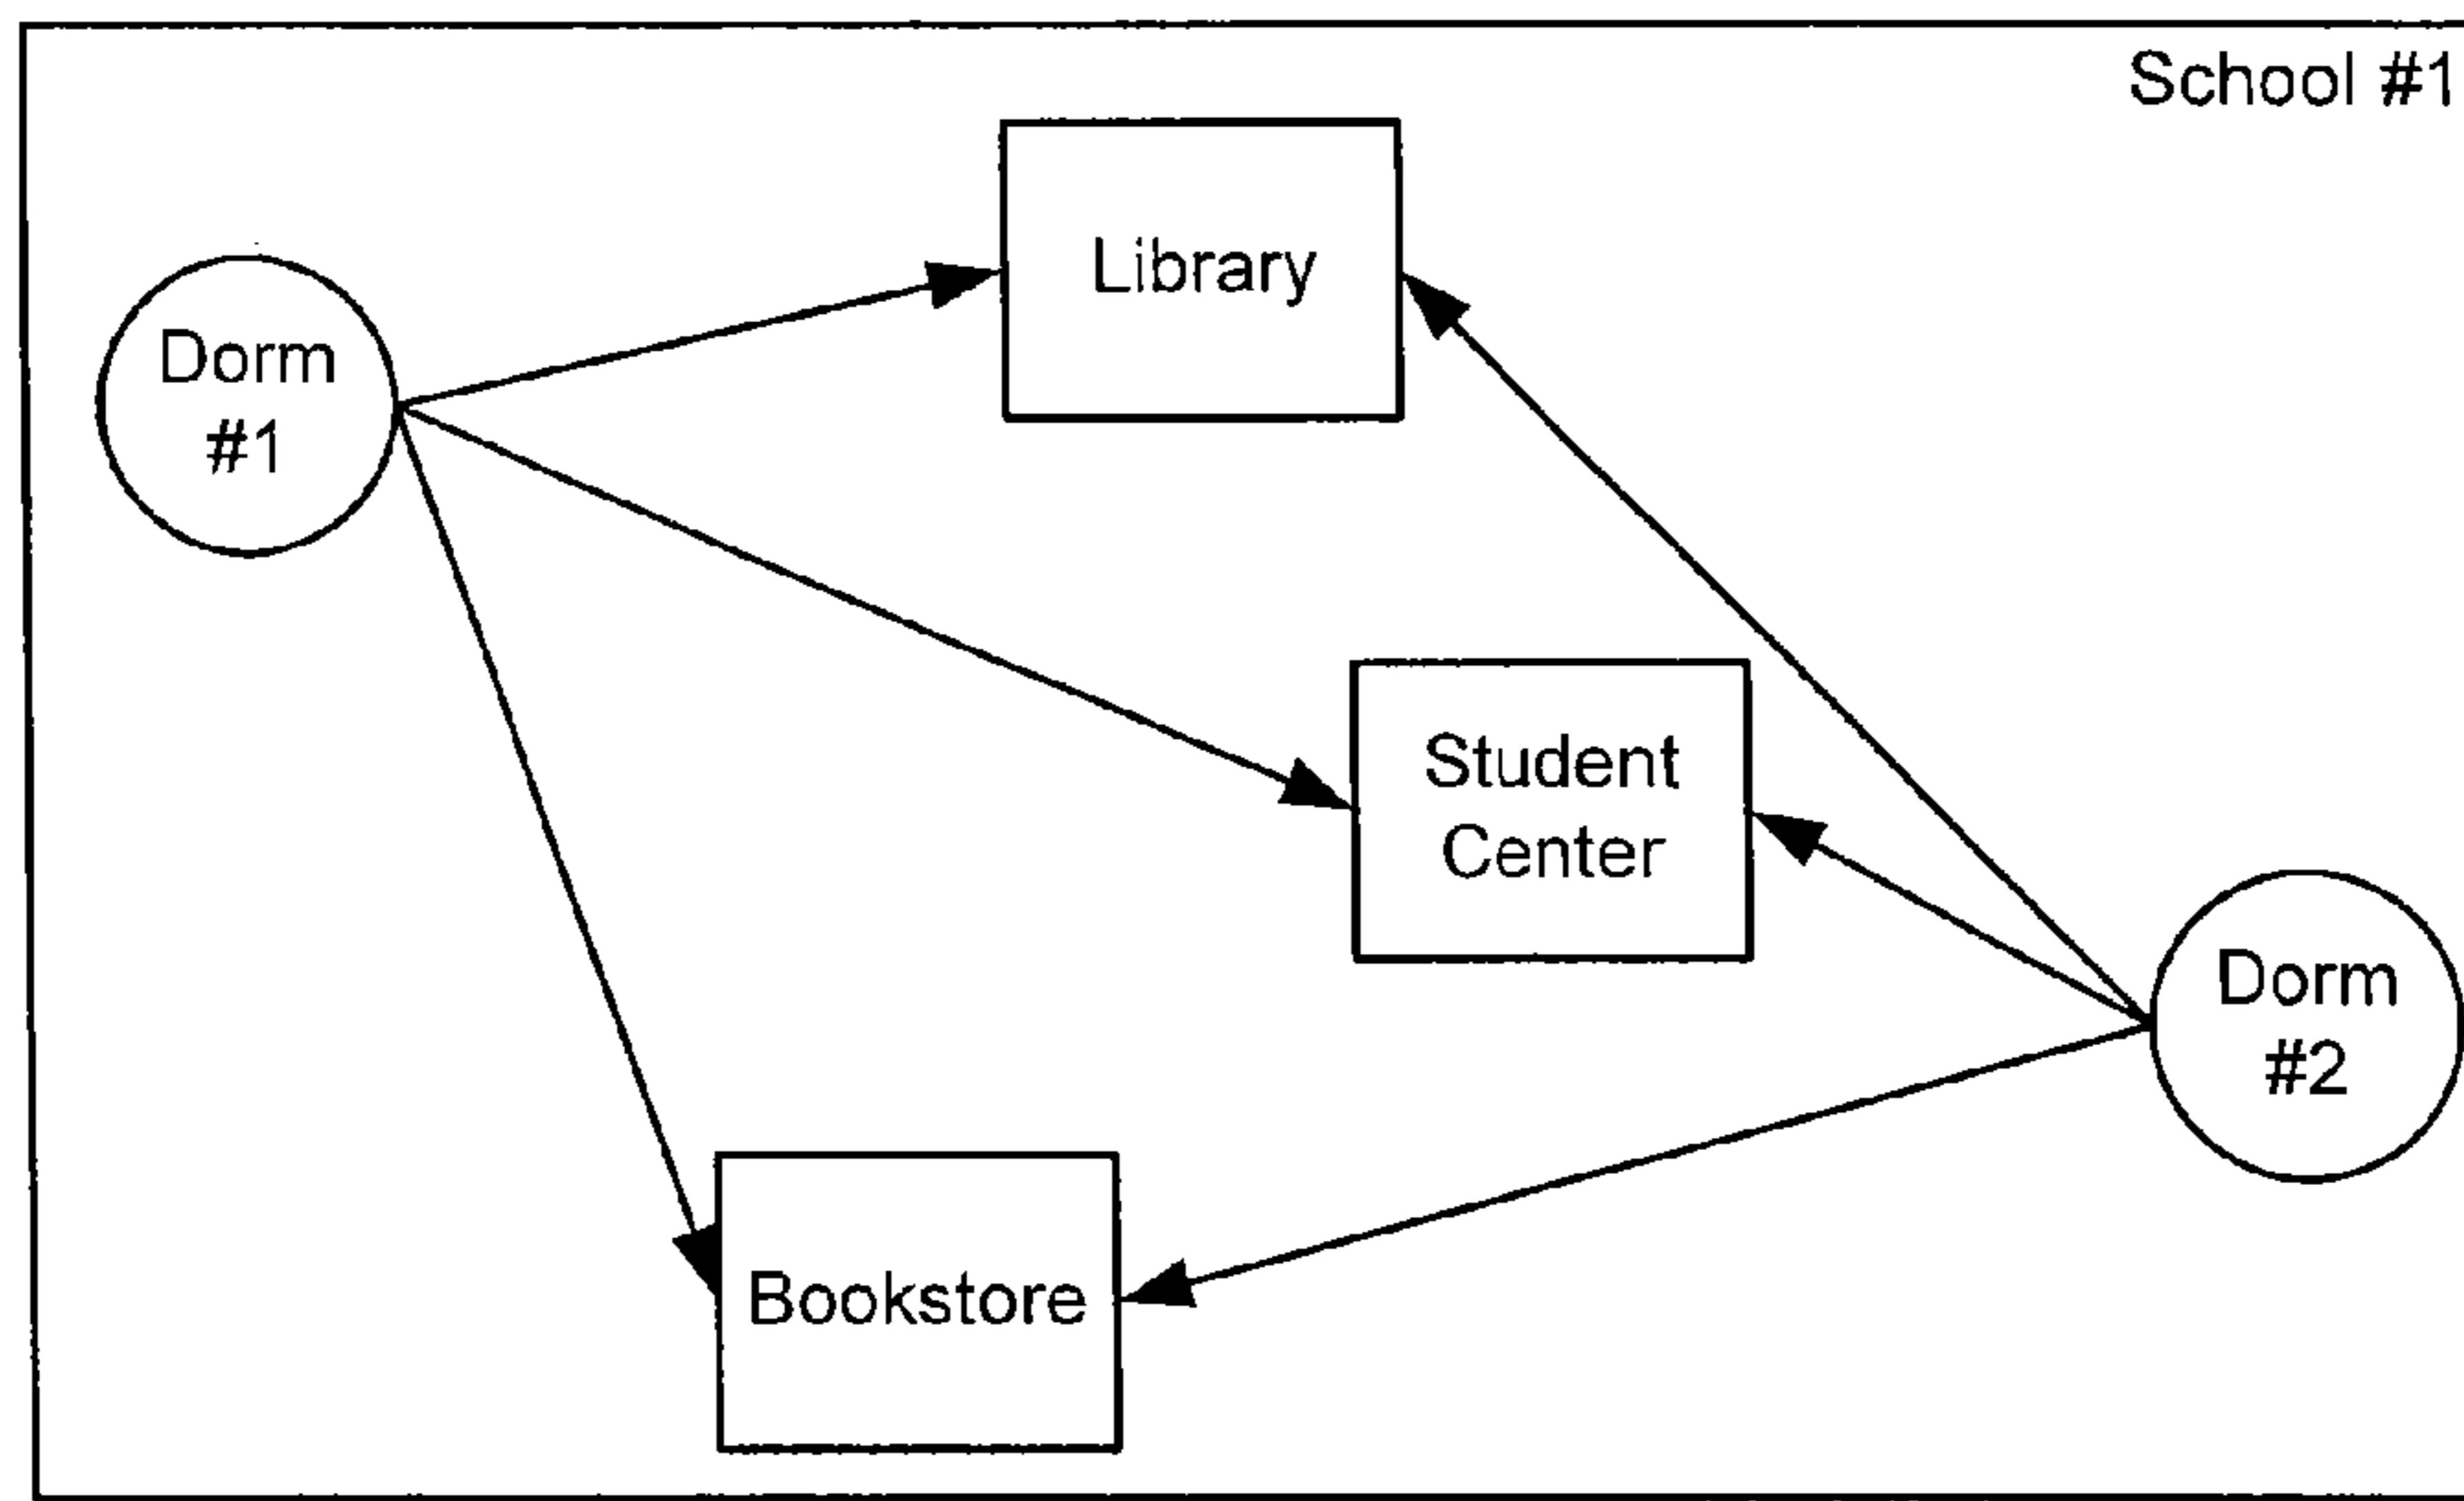 School #1
Library
Dorm
#1
Student
Center
Dorm
#2
Bookstore